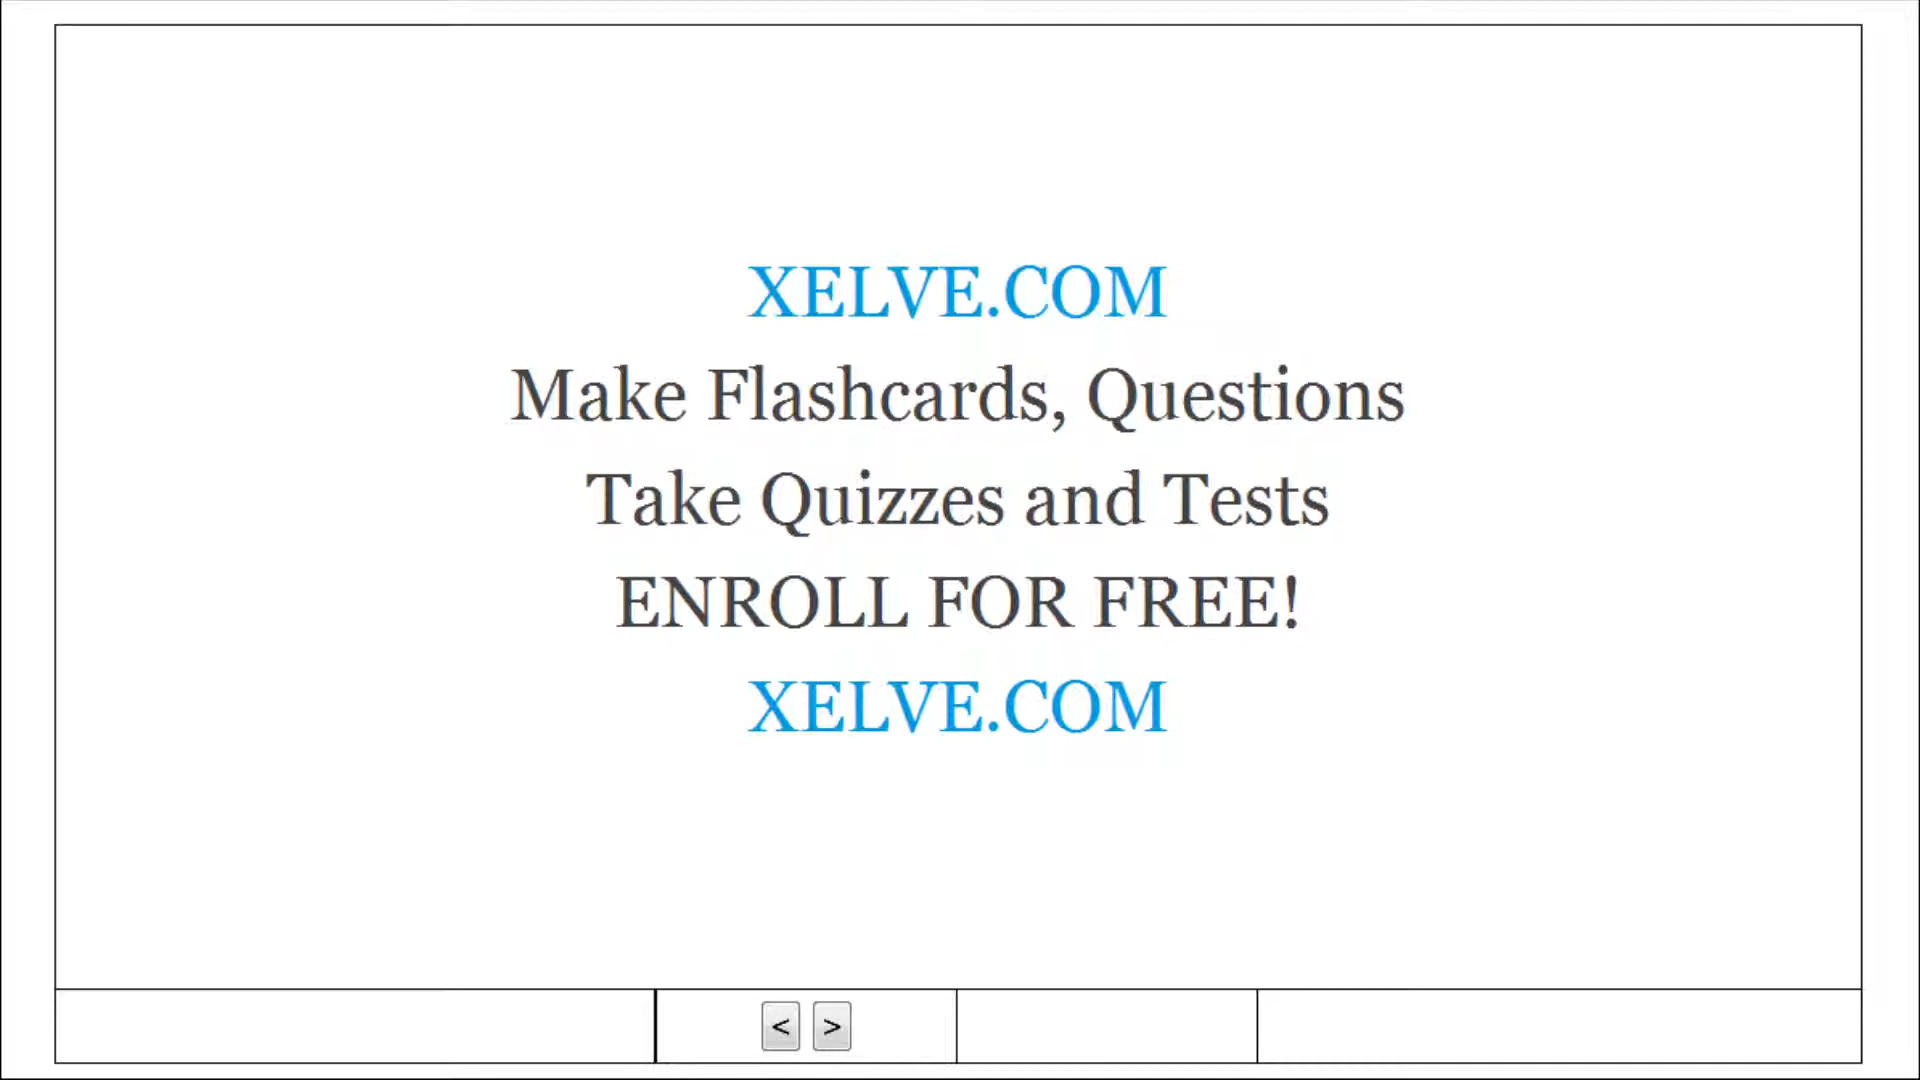 XELVE.COM
Make Flashcards, Questions
Take Quizzes and Tests
ENROLL FOR FREE!
XELVE.COM
< >